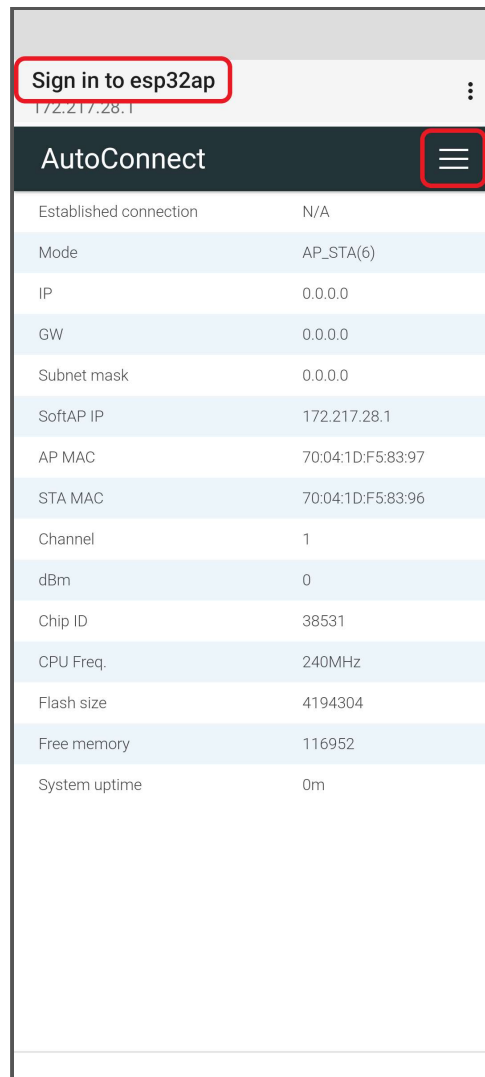 Sign in to esp32ap
172.217.28.1
AutoConnect
Established connection N/A
Mode AP_STA(6)
IP 0.0.0.0
GW 0.0.0.0
Subnet mask 0.0.0.0
SoftAP IP 172.217.28.1
AP MAC 70:04:1D:F5:83:97
STA MAC 70:04:1D:F5:83:96
Channel 1
dBm 0
Chip ID 38531
CPU Freq. 240MHz
Flash size 4194304
Free memory 116952
System uptime 0m